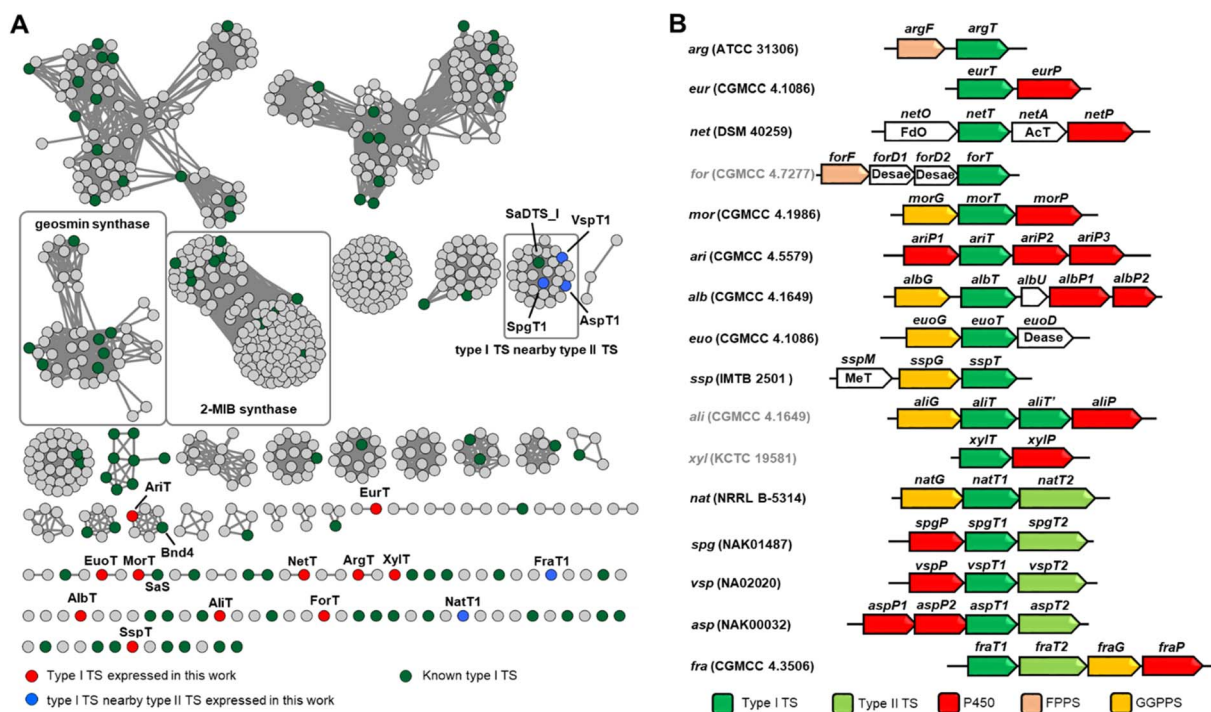 A
geosmin synthase
2-MIB synthase
SaDTS_I
VspT1
SpgT1
AspT1
type I TS nearby type II TS
AriT
Bnd4
EurT
EuoT MorT NetT ArgT XylT FraT1
SaS
AlbT AliT ForT NatT1
SspT
Type I TS expressed in this work
Known type I TS
type I TS nearby type II TS expressed in this work
B
argF argT
arg (ATCC 31306)
eurT eurP
eur (CGMCC 4.1086)
netO netT netA netP
net (DSM 40259) FdO AcT
forF forD1 forD2 forT
for (CGMCC 4.7277) Desae Desae
morG morT morP
mor (CGMCC 4.1986)
ariP1 ariT ariP2 ariP3
ari (CGMCC 4.5579)
albG albT albU albP1 albP2
alb (CGMCC 4.1649)
euoG euoT euoD
euo (CGMCC 4.1086) Dease
sspM sspG sspT
ssp (IMTB 2501 ) MeT
aliG aliT aliT' aliP
ali (CGMCC 4.1649)
xylT xylP
xyl (KCTC 19581)
natG natT1 natT2
nat (NRRL B-5314)
spgP spgT1 spgT2
spg (NAK01487)
vspP vspT1 vspT2
vsp (NA02020)
aspP1 aspP2 aspT1 aspT2
asp (NAK00032)
fraT1 fraT2 fraG fraP
fra (CGMCC 4.3506)
Type I TS Type II TS P450 FPPS GGPPS